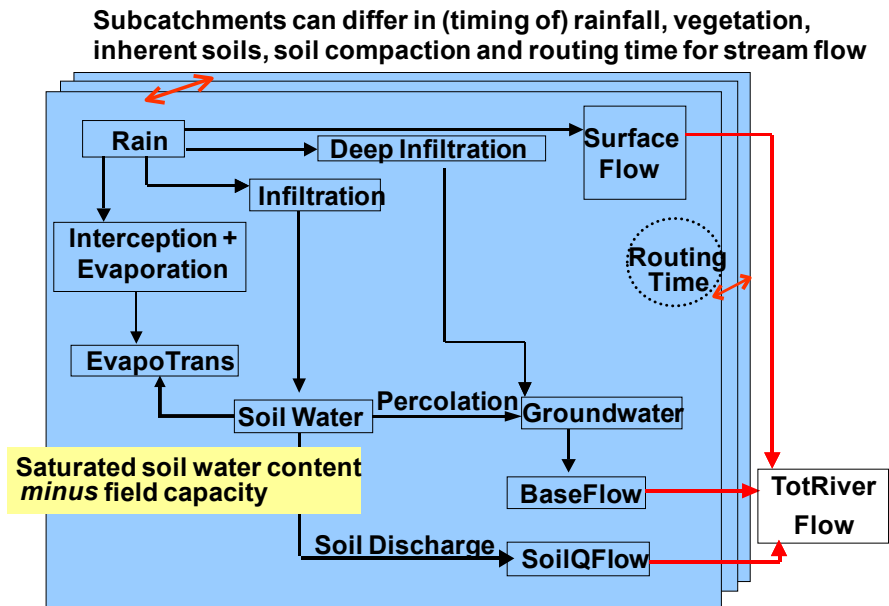 Subcatchments can differ in (timing of) rainfall, vegetation,
inherent soils, soil compaction and routing time for stream flow
Rain
Deep Infiltration
Surface
Flow
Infiltration
Interception +
Evaporation
Routing
Time
EvapoTrans
Soil Water
Percolation
Groundwater
Saturated soil water content
minus field capacity
BaseFlow
TotRiver
Flow
Soil Discharge
SoilQFlow